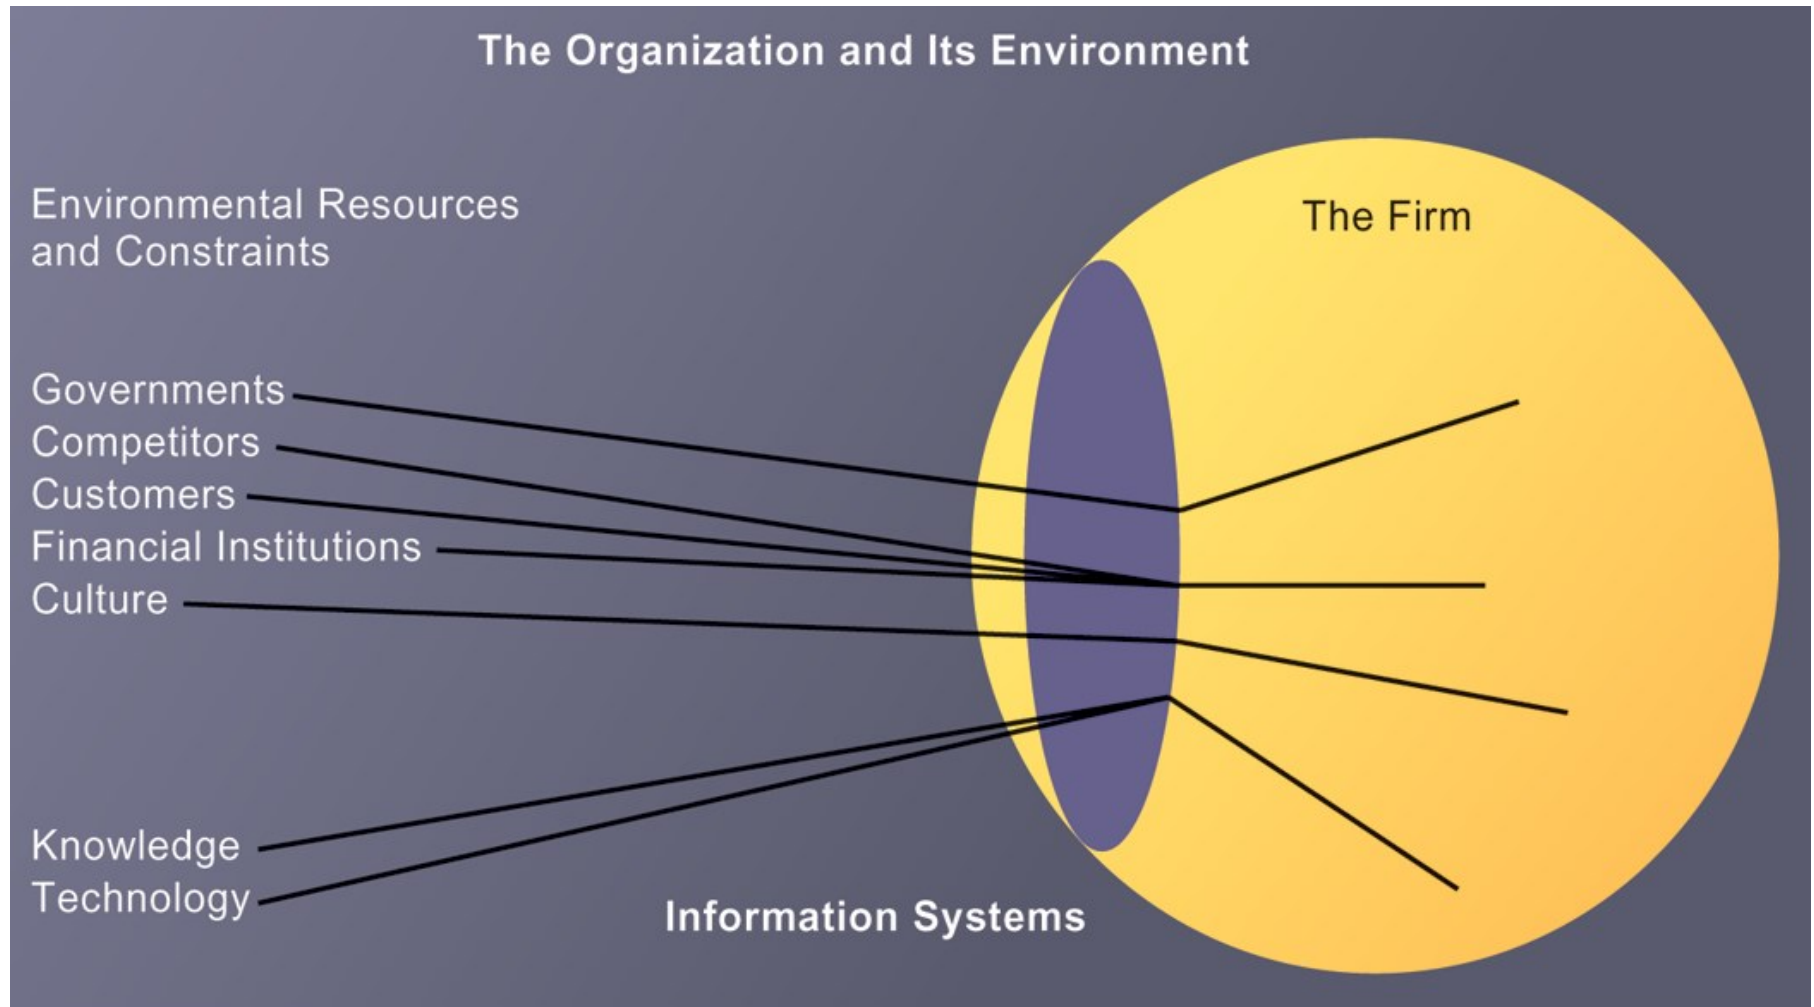 The Organization and Its Environment
Environmental Resources
and Constraints
The Firm
Governments
Competitors
Customers
Financial Institutions
Culture
Knowledge
Technology
Information Systems